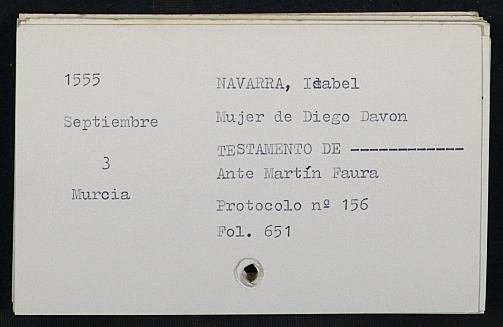 1555
Septiembre
3
Murcia
NAVARRA, Isabel
Mujer de Diego Davon
TESTAMENTO DE ------------
Ante Martín Faura
Protocolo nº 156
Fol. 651